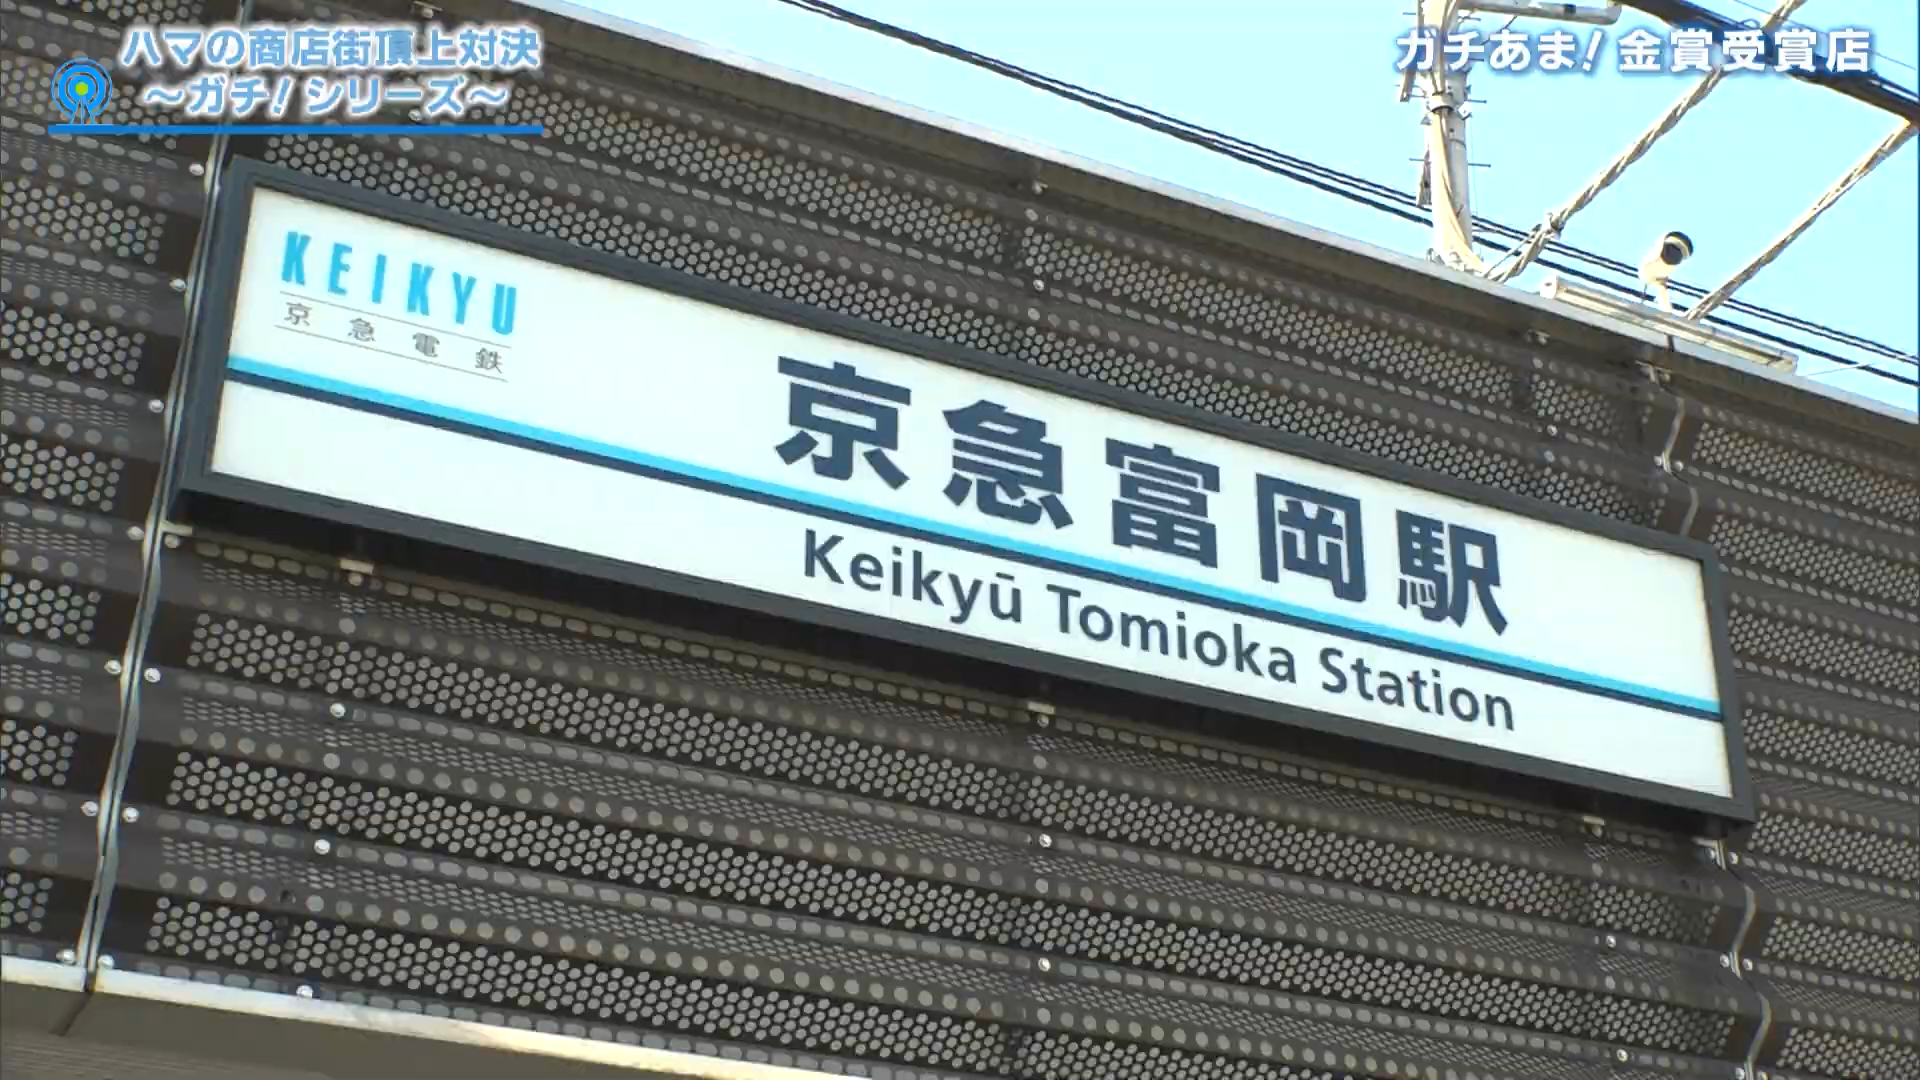 ハマの商店街頂上対決
～ガチ!シリーズ～
ガチあま!金賞受賞店
KEIKYU
京急電鉄
京急富岡駅
Keikyū Tomioka Station